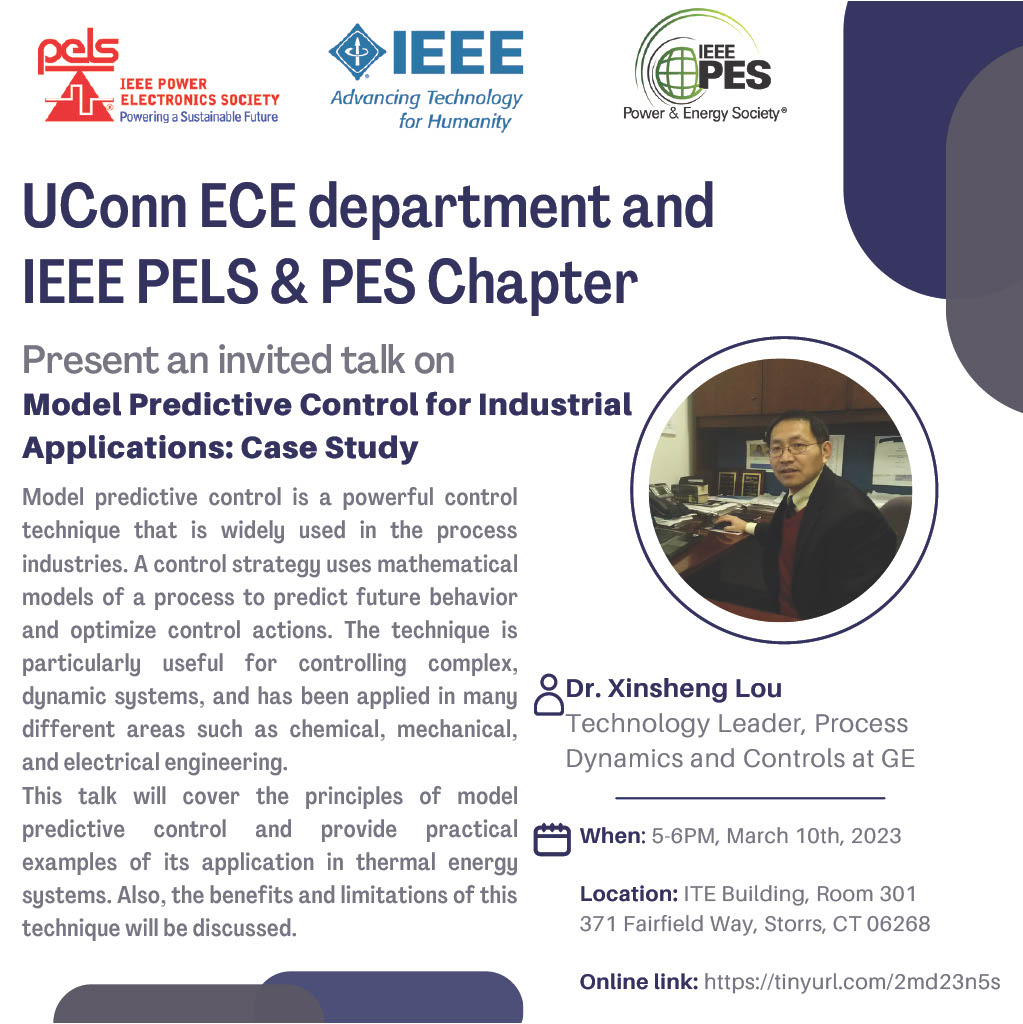 pels
IEEE POWER
ELECTRONICS SOCIETY
Powering a Sustainable Future
IEEE
Advancing Technology
for Humanity
IEEE
PES
Power & Energy Society®
UConn ECE department and
IEEE PELS & PES Chapter
Present an invited talk on
Model Predictive Control for Industrial
Applications: Case Study
Model predictive control is a powerful control
technique that is widely used in the process
industries. A control strategy uses mathematical
models of a process to predict future behavior
and optimize control actions. The technique is
particularly useful for controlling complex,
dynamic systems, and has been applied in many
different areas such as chemical, mechanical,
and electrical engineering.
This talk will cover the principles of model
predictive control and provide practical
examples of its application in thermal energy
systems. Also, the benefits and limitations of this
technique will be discussed.
Dr. Xinsheng Lou
Technology Leader, Process
Dynamics and Controls at GE
When: 5-6PM, March 10th, 2023
Location: ITE Building, Room 301
371 Fairfield Way, Storrs, CT 06268
Online link: https://tinyurl.com/2md23n5s